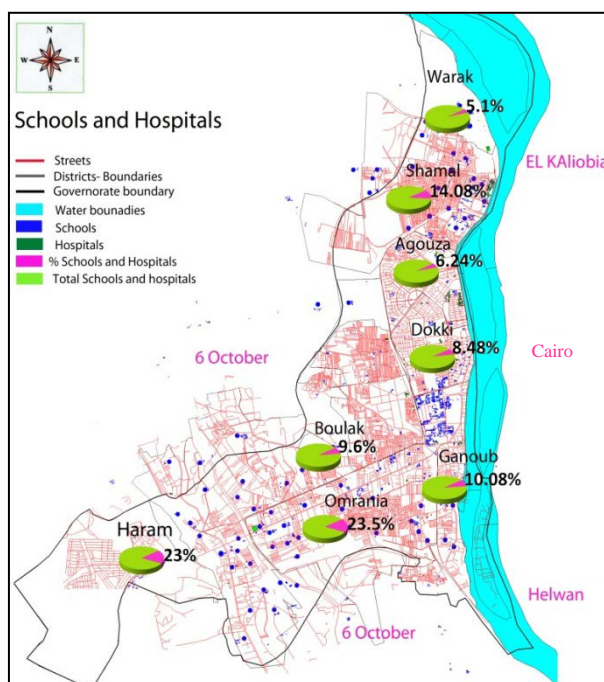 N
W E
S
Schools and Hospitals
Streets
Districts- Boundaries
Governorate boundary
Water bounadies
Schools
Hospitals
% Schools and Hospitals
Total Schools and hospitals
Warak
5.1%
EL KAliobia
Shamal
14.08%
Agouza
6.24%
Dokki
8.48%
Cairo
6 October
Boulak
9.6%
Ganoub
10.08%
Omrania
23.5%
Haram
23%
Helwan
6 October